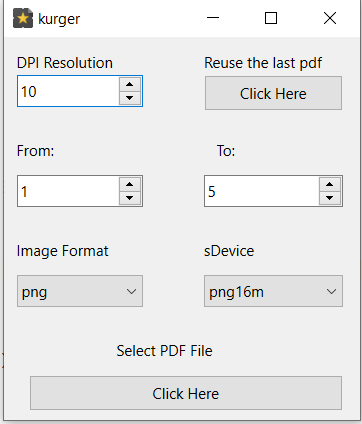 kurger
DPI Resolution
Reuse the last pdf
10
Click Here
From:
To:
1
5
Image Format
sDevice
png
png16m
Select PDF File
Click Here